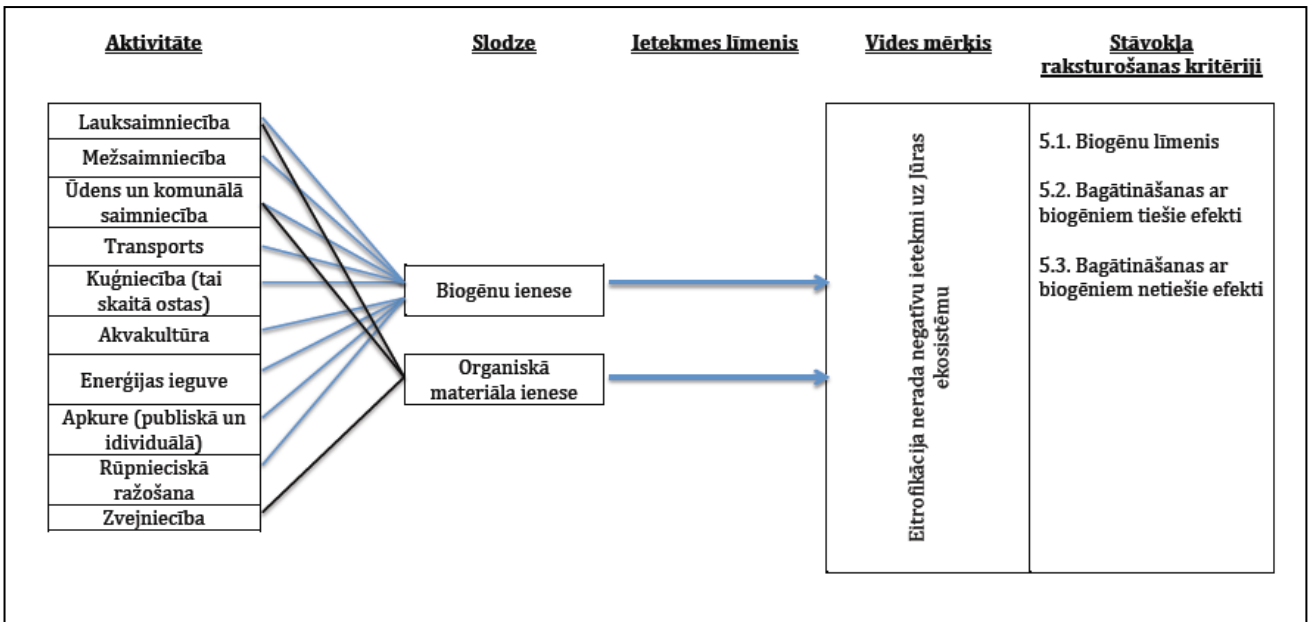 Aktivitāte
Slodze
Ietekmes līmenis
Vides mērķis
Stāvokļa
raksturošanas kritēriji
Lauksaimniecība
Mežsaimniecība
Ūdens un komunālā
saimniecība
Transports
Kuģniecība (tai
skaitā ostas)
Akvakultūra
Enerģijas ieguve
Apkure (publiskā un
idividuālā)
Rūpnieciskā
ražošana
Zvejniecība
Biogēnu ienese
Organiskā
materiāla ienese
Eitrofikācija nerada negatīvu ietekmi uz Jūras
ekosistēmu
5.1. Biogēnu līmenis
5.2. Bagātināšanas ar
biogēniem tiešie efekti
5.3. Bagātināšanas ar
biogēniem netiešie efekti